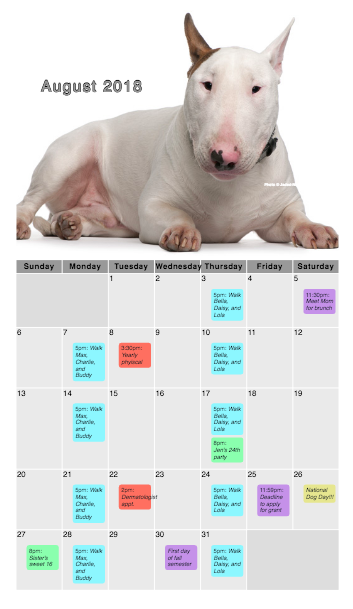 August 2018
Sunday Monday Tuesday Wednesday Thursday Friday Saturday
1 2 3 4 5
5pm: Walk
Bella,
Daisy, and
Lola
11:30pm:
Meet Mom
for brunch
6 7 8 9 10 11 12
5pm: Walk
Max,
Charlie,
and
Buddy
3:30pm:
Yearly
physical
5pm: Walk
Bella,
Daisy, and
Lola
13 14 15 16 17 18 19
5pm: Walk
Max,
Charlie,
and
Buddy
5pm: Walk
Bella,
Daisy, and
Lola
8pm:
Jen's 24th
party
20 21 22 23 24 25 26
5pm: Walk
Max,
Charlie,
and
Buddy
2pm:
Dermatologist
appt.
5pm: Walk
Bella,
Daisy, and
Lola
11:59pm:
Deadline
to apply
for grant
National
Dog Day!!!
27 28 29 30 31
8pm:
Sister's
sweet 16
5pm: Walk
Max,
Charlie,
and
Buddy
First day
of fall
semester
5pm: Walk
Bella,
Daisy, and
Lola